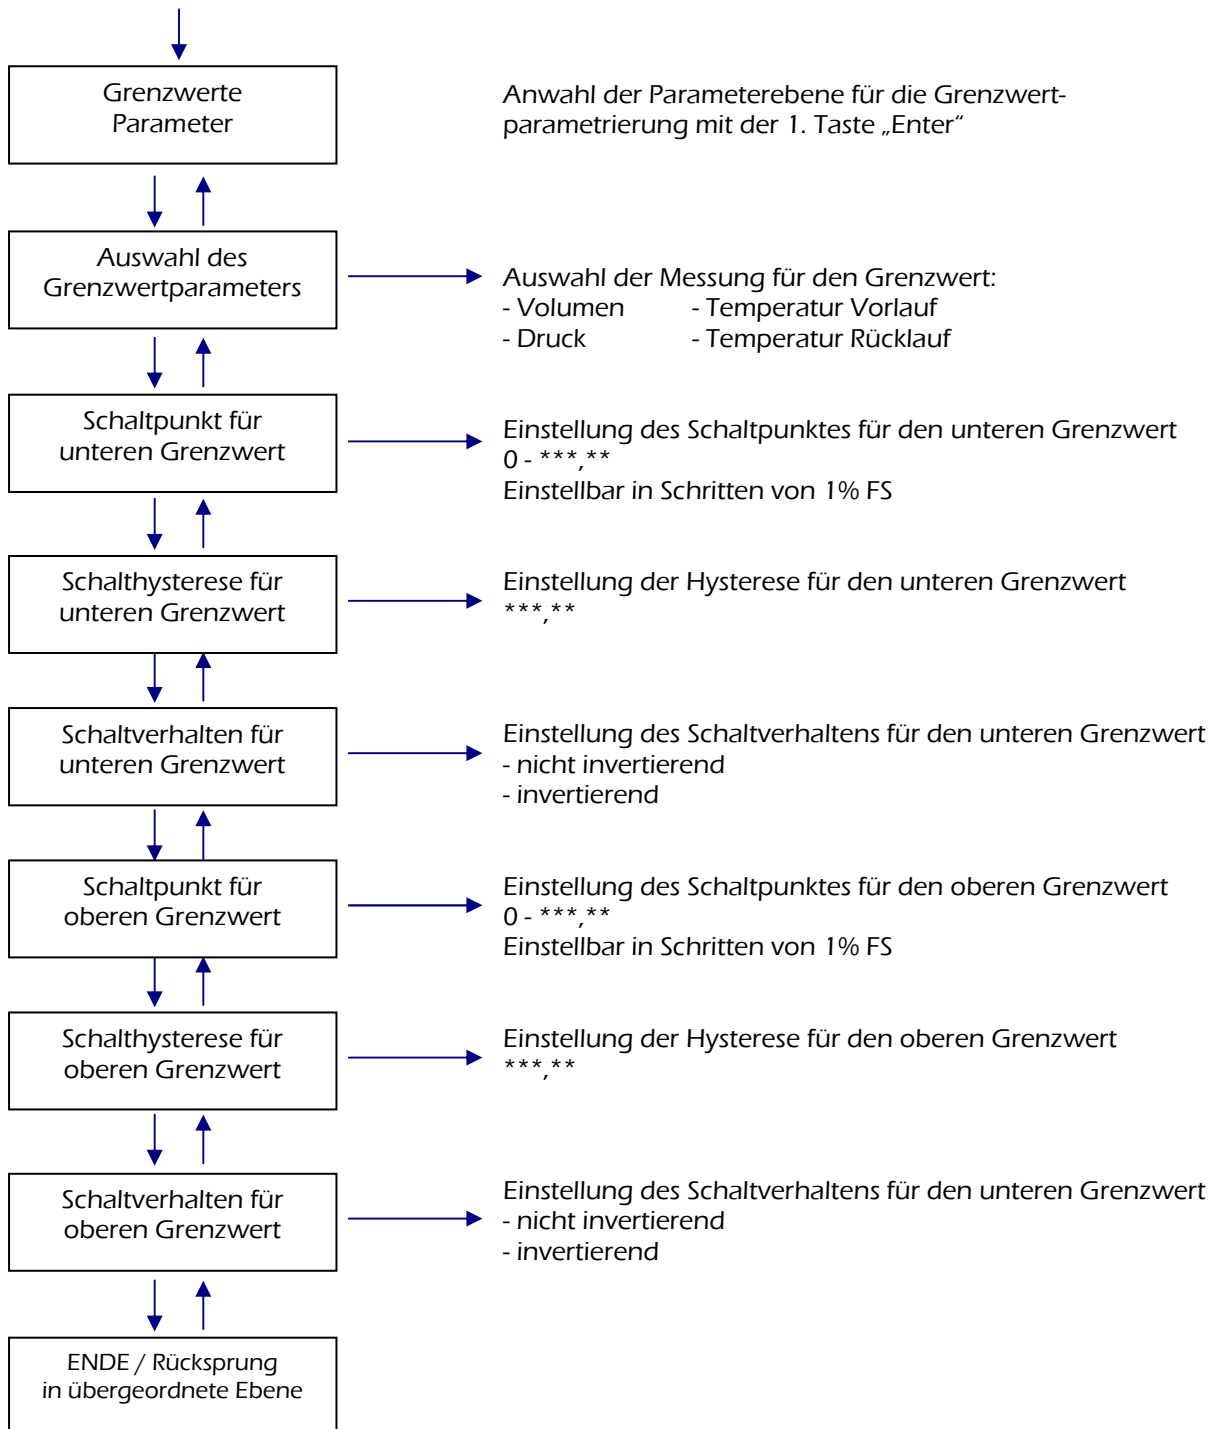 Grenzwerte
Parameter
Anwahl der Parameterebene für die Grenzwert-
parametrierung mit der 1. Taste „Enter“
Auswahl des
Grenzwertparameters
Auswahl der Messung für den Grenzwert:
- Volumen - Temperatur Vorlauf
- Druck - Temperatur Rücklauf
Schaltpunkt für
unteren Grenzwert
Einstellung des Schaltpunktes für den unteren Grenzwert
0 - ***,**
Einstellbar in Schritten von 1% FS
Schalthysterese für
unteren Grenzwert
Einstellung der Hysterese für den unteren Grenzwert
***,**
Schaltverhalten für
unteren Grenzwert
Einstellung des Schaltverhaltens für den unteren Grenzwert
- nicht invertierend
- invertierend
Schaltpunkt für
oberen Grenzwert
Einstellung des Schaltpunktes für den oberen Grenzwert
0 - ***,**
Einstellbar in Schritten von 1% FS
Schalthysterese für
oberen Grenzwert
Einstellung der Hysterese für den oberen Grenzwert
***,**
Schaltverhalten für
oberen Grenzwert
Einstellung des Schaltverhaltens für den unteren Grenzwert
- nicht invertierend
- invertierend
ENDE / Rücksprung
in übergeordnete Ebene